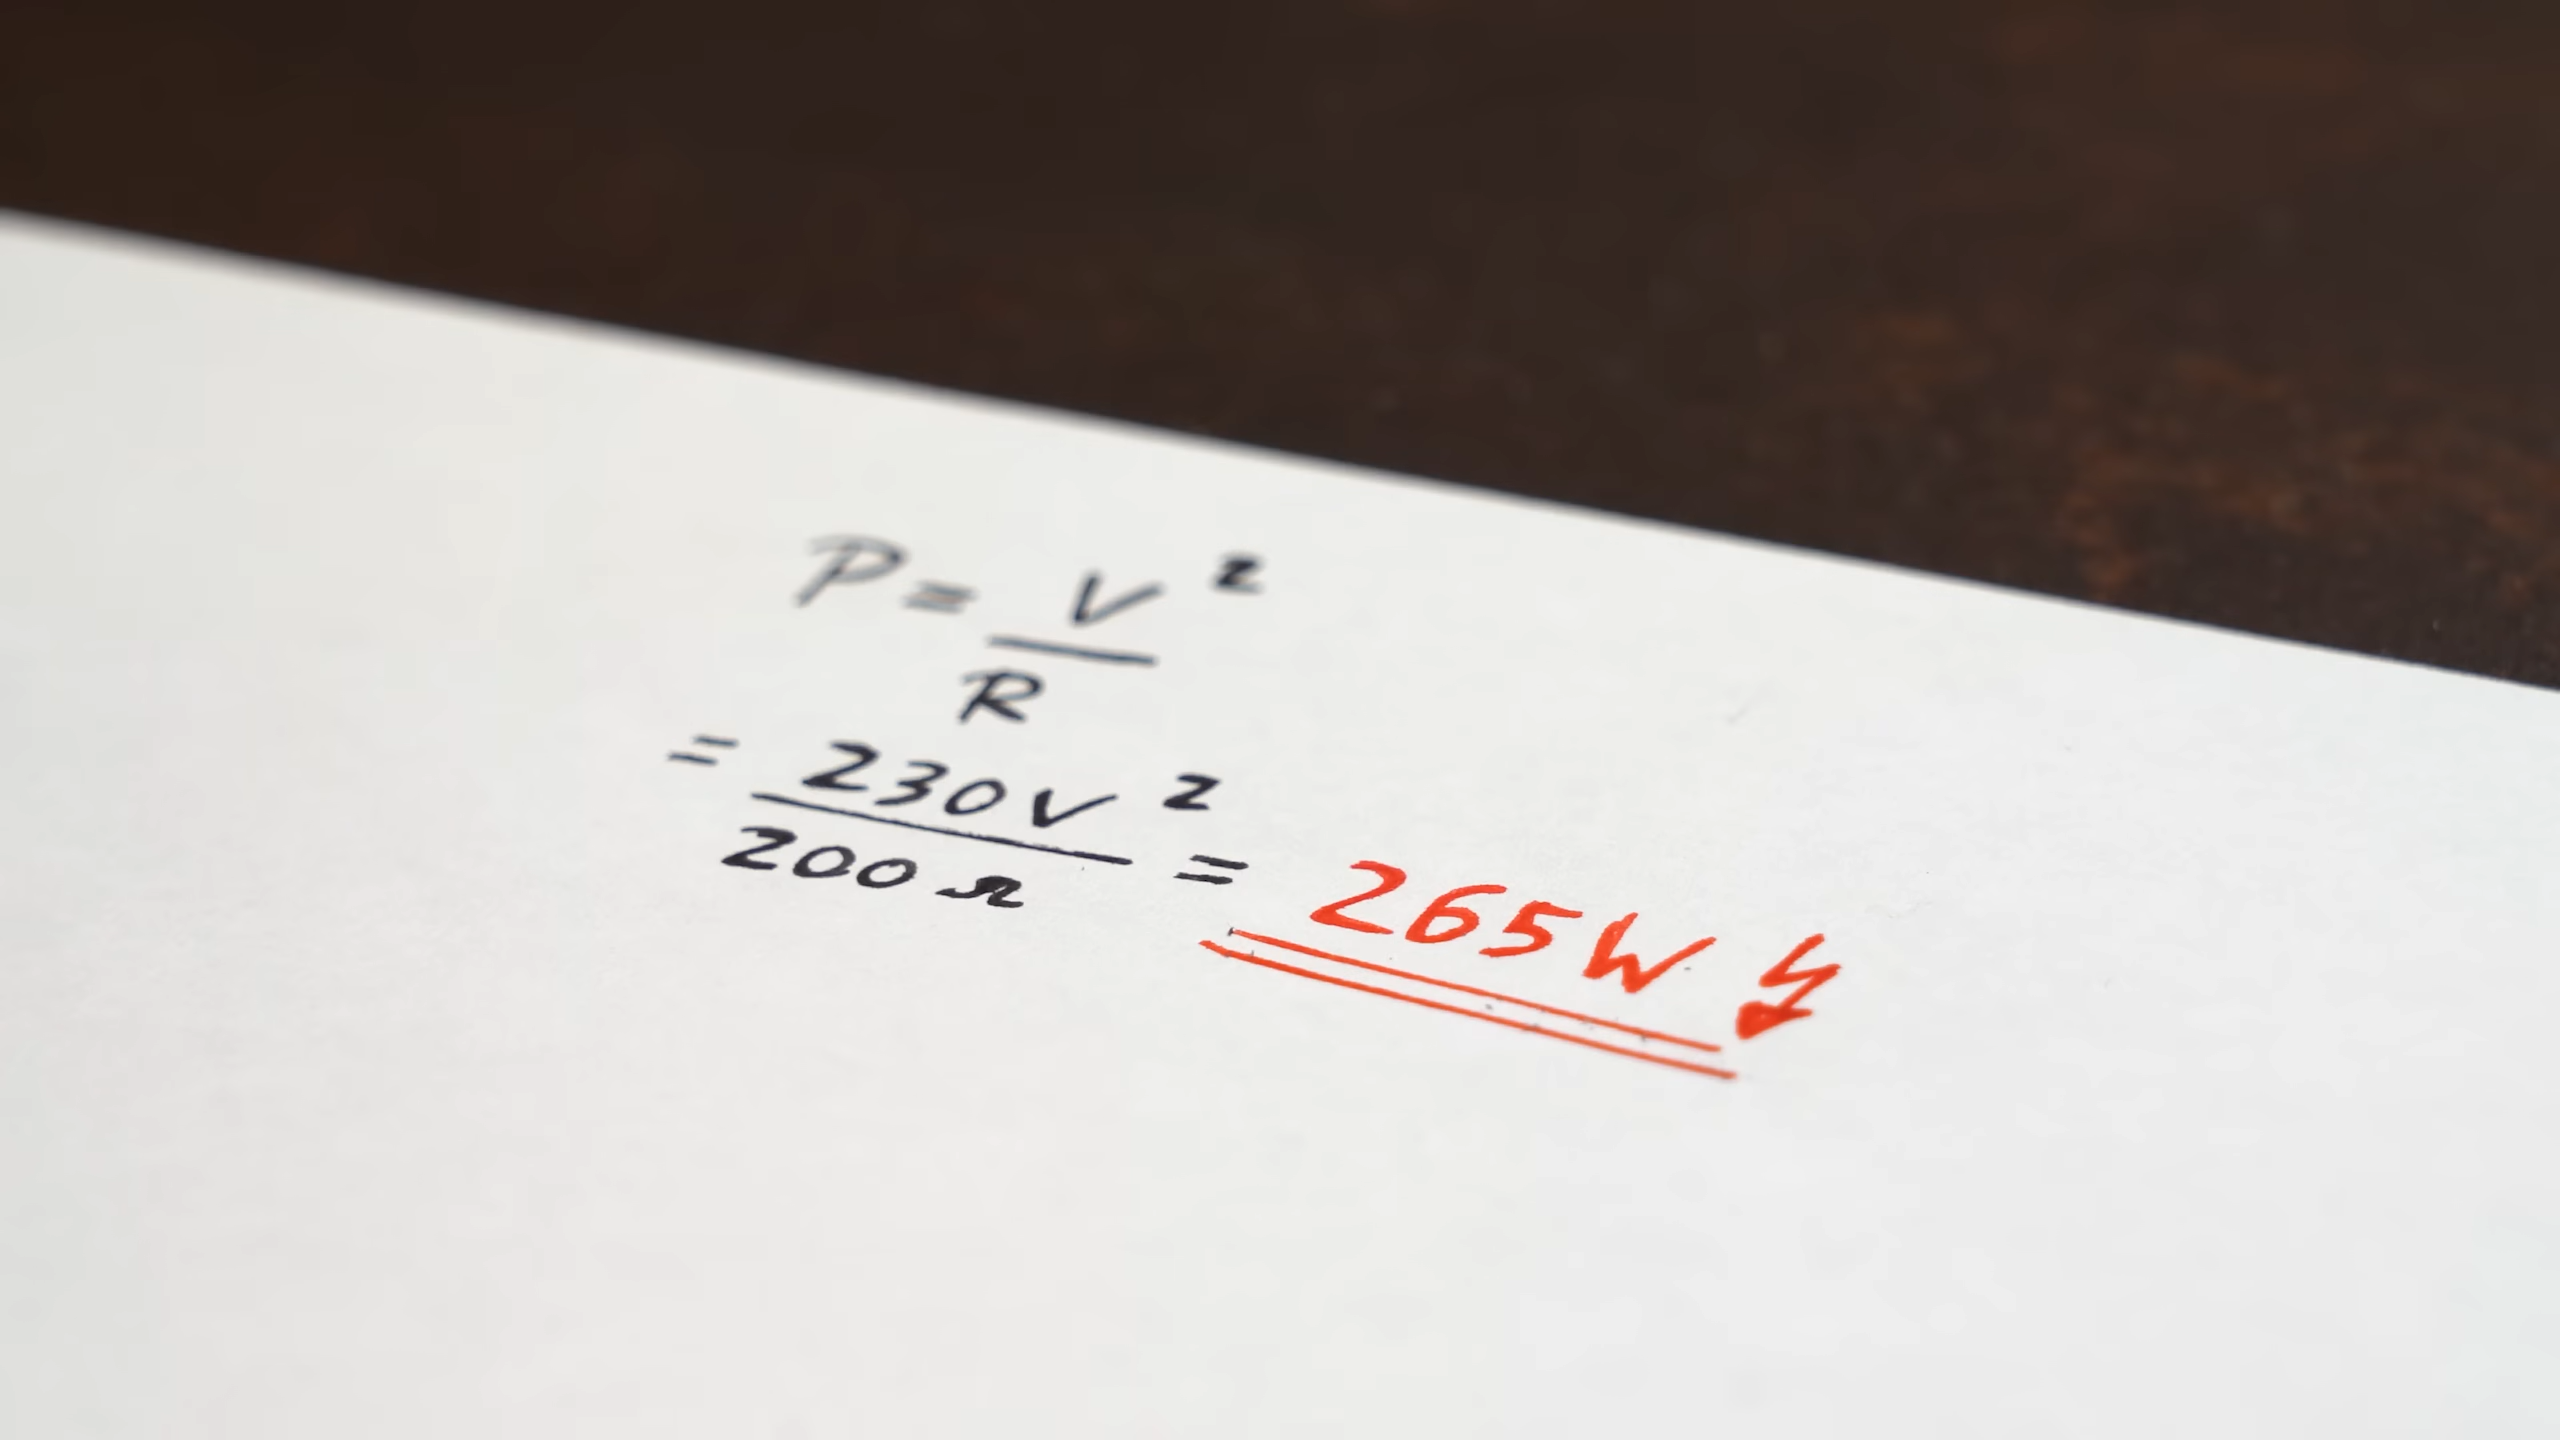 P = V²
R
= 230V²
200Ω = 265W